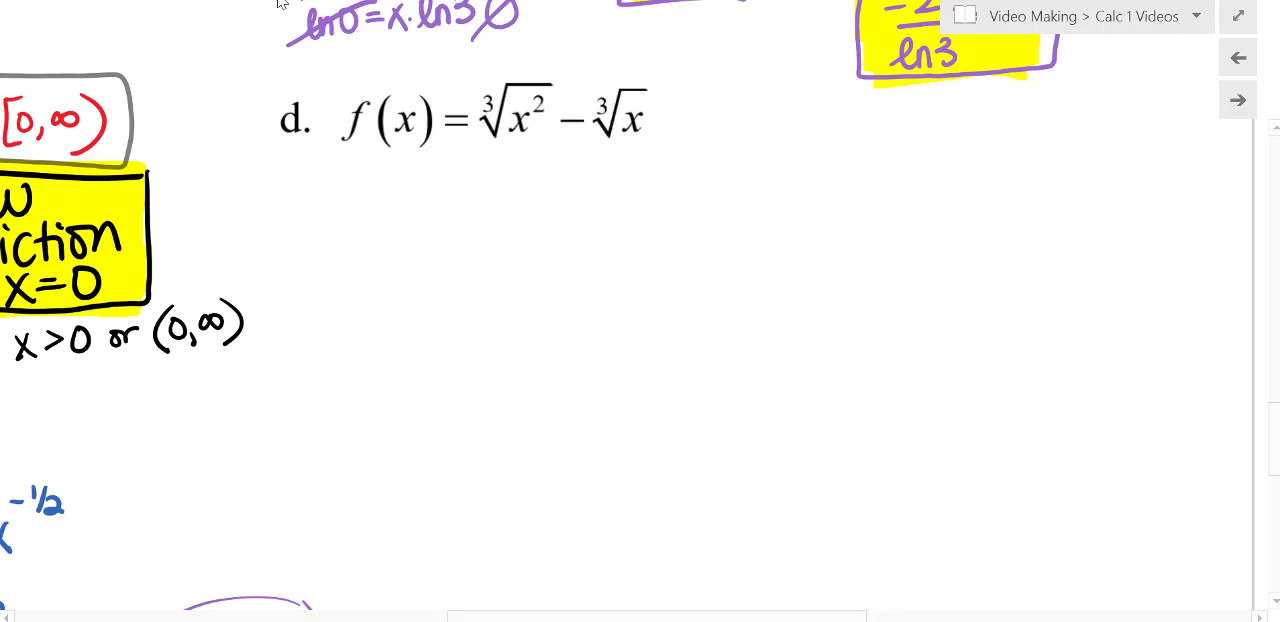 ln0=x·ln3
Video Making > Calc 1 Videos
ln3
d. f(x) = ∛x² − ∛x
[0,∞)
iction
x=0
x>0 or (0,∞)
-1/2